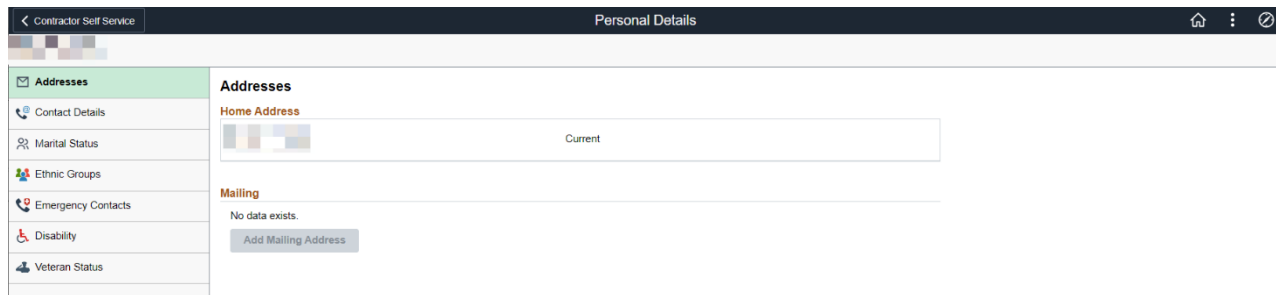 Contractor Self Service
Personal Details
Addresses
Contact Details
Marital Status
Ethnic Groups
Emergency Contacts
Disability
Veteran Status
Addresses
Home Address
Current
Mailing
No data exists.
Add Mailing Address